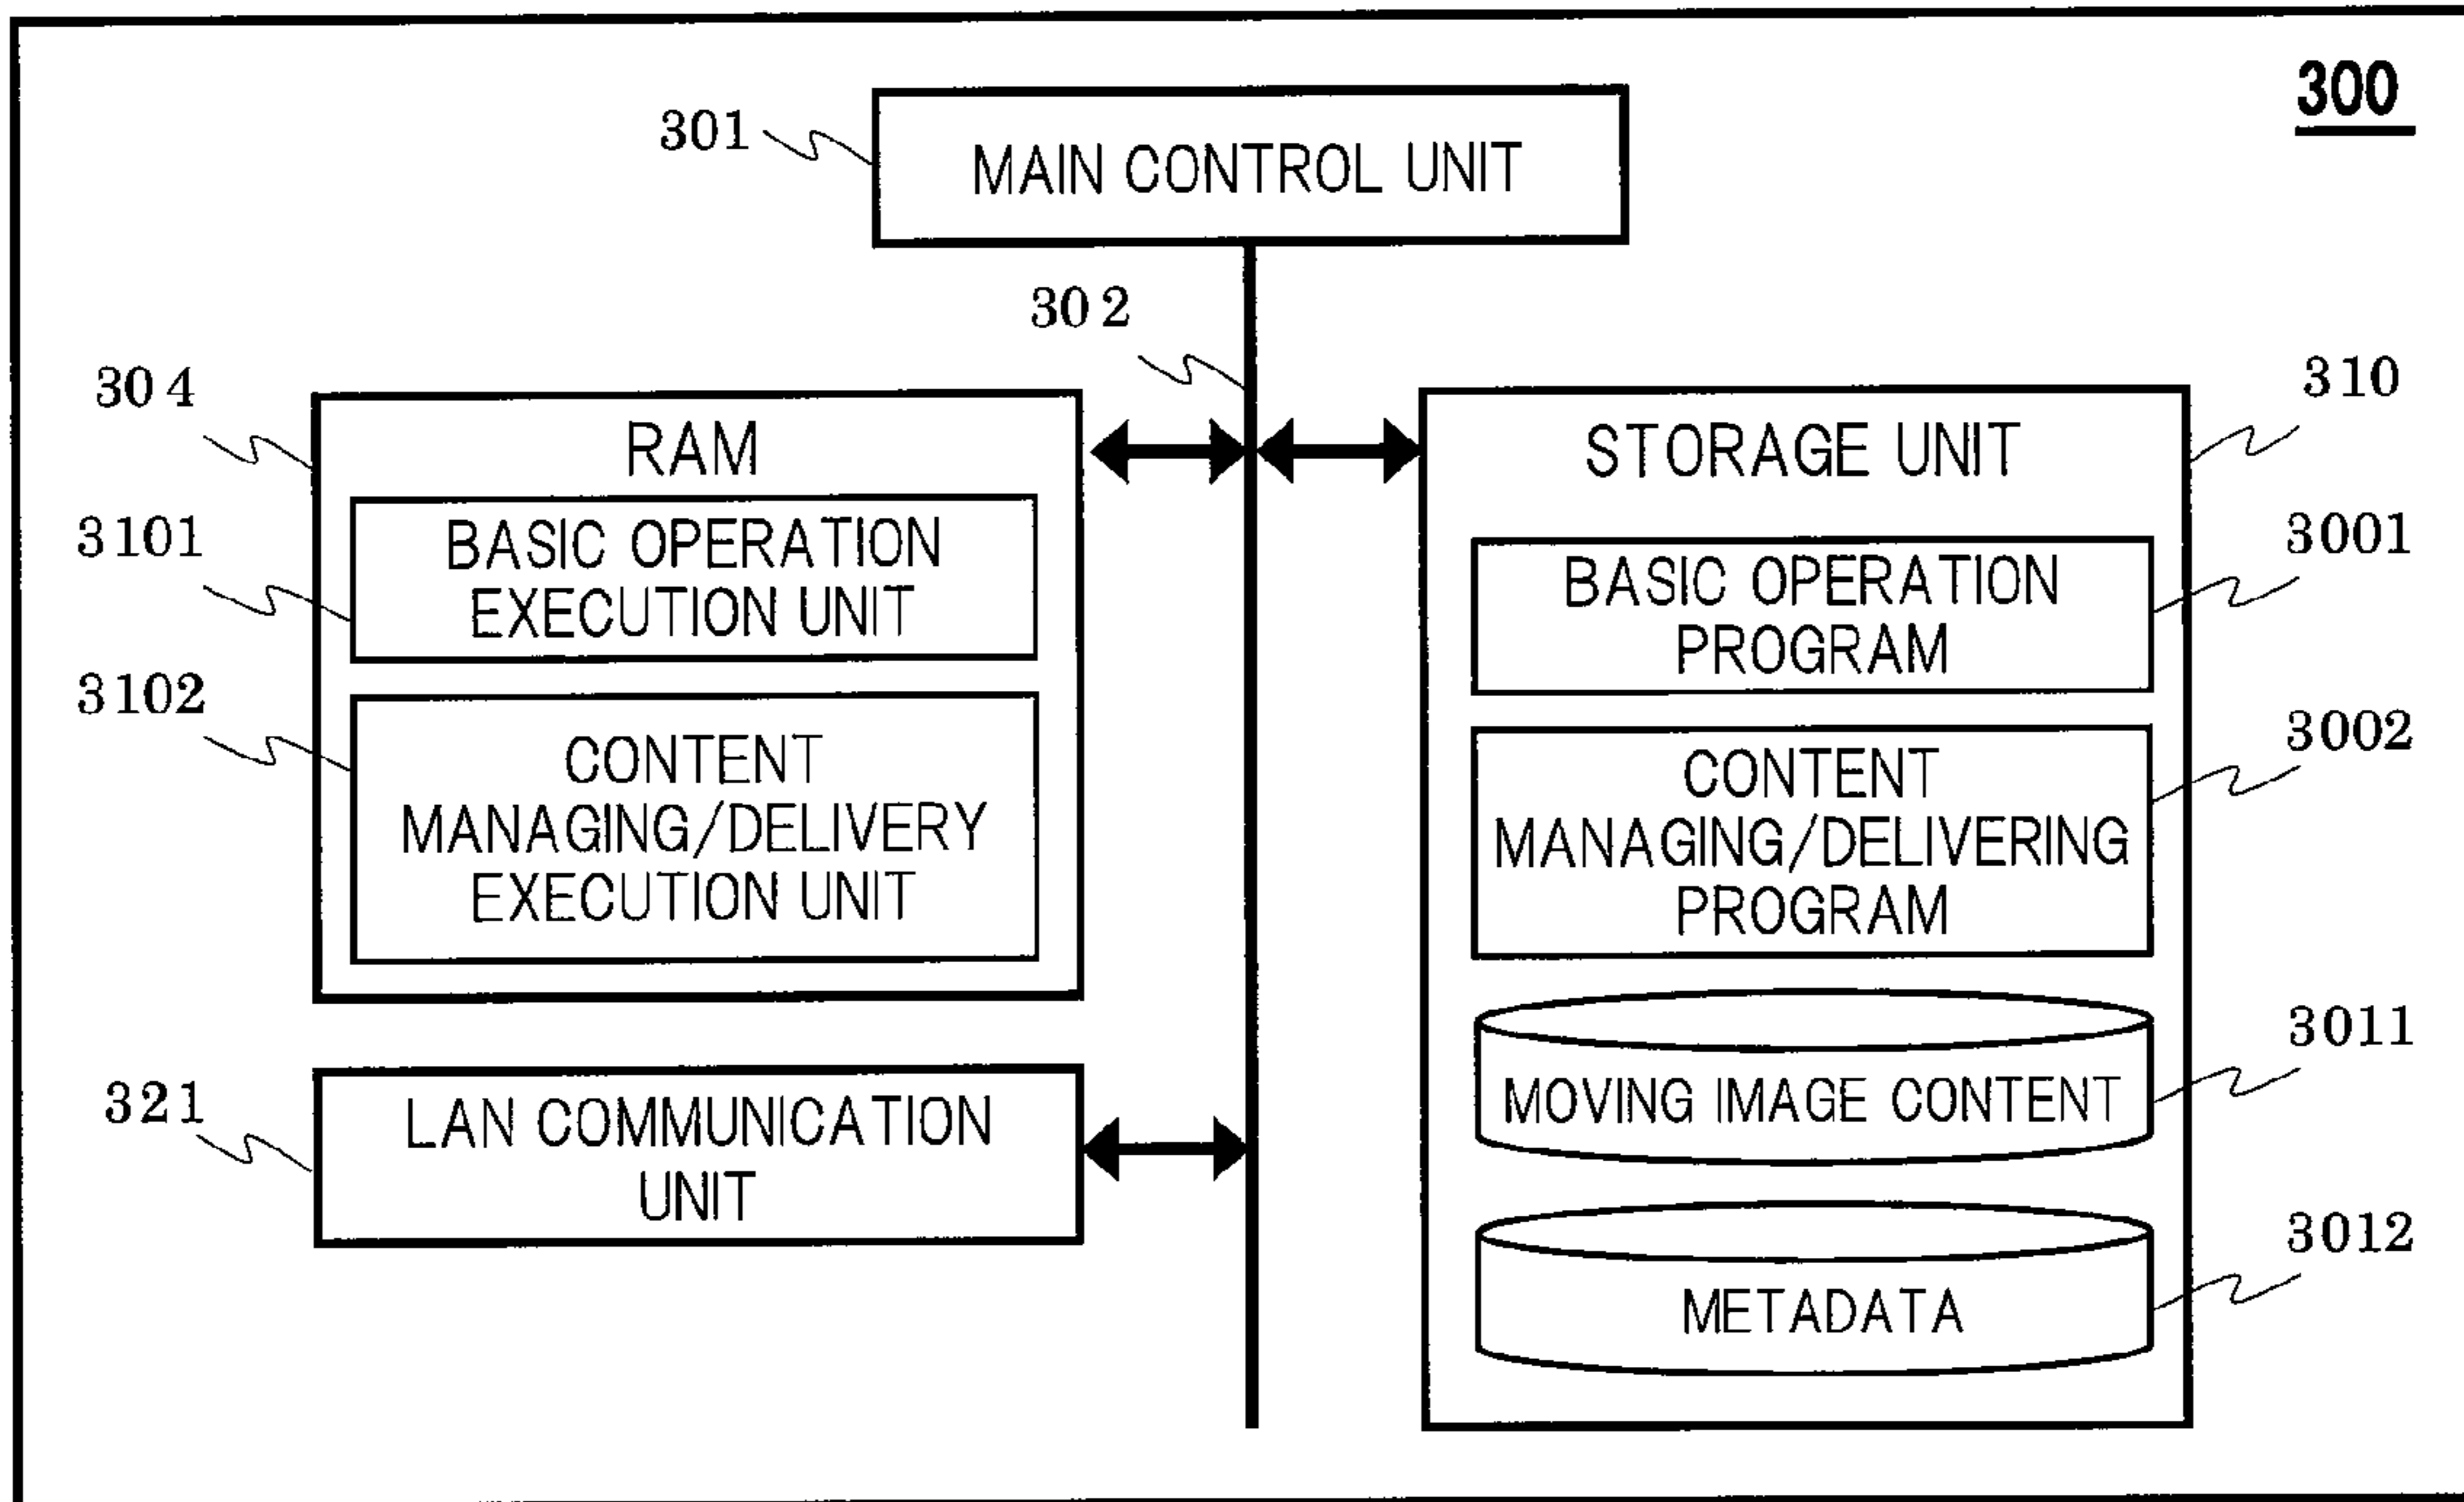 300
301
MAIN CONTROL UNIT
302
304
RAM
3101
BASIC OPERATION
EXECUTION UNIT
3102
CONTENT
MANAGING/DELIVERY
EXECUTION UNIT
321
LAN COMMUNICATION
UNIT
310
STORAGE UNIT
3001
BASIC OPERATION
PROGRAM
3002
CONTENT
MANAGING/DELIVERING
PROGRAM
3011
MOVING IMAGE CONTENT
3012
METADATA